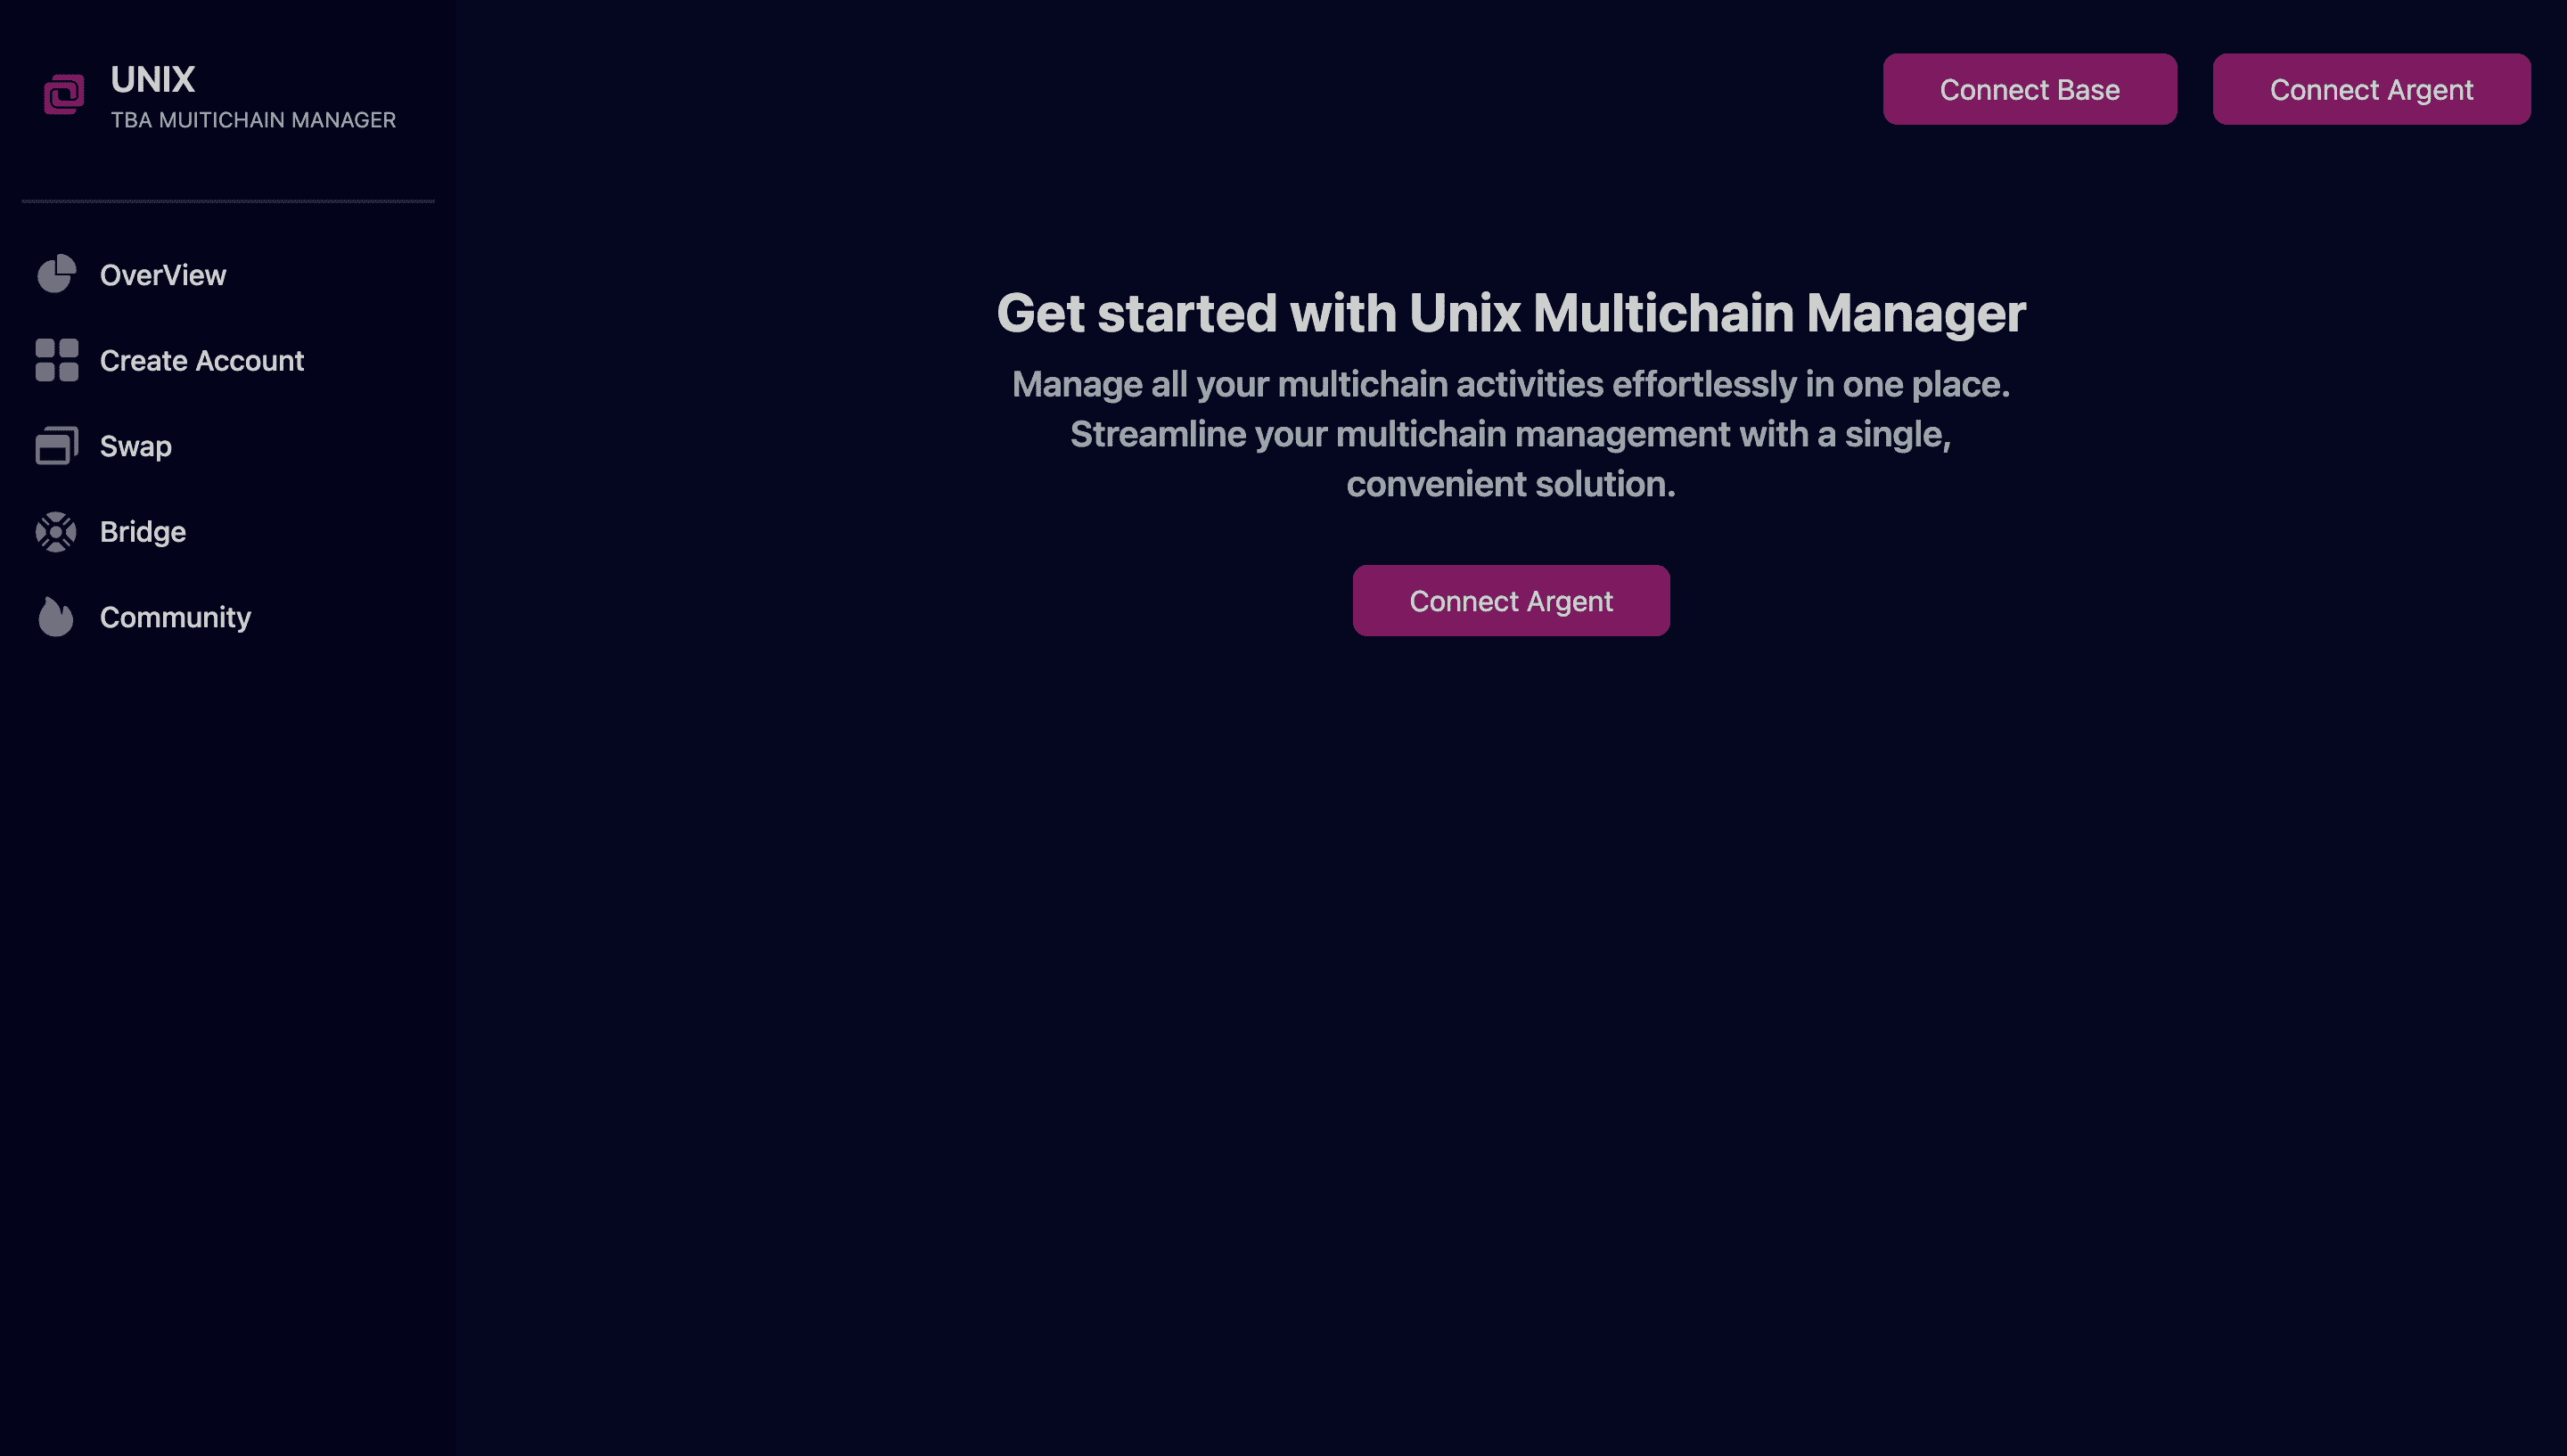 UNIX
TBA MUITICHAIN MANAGER
OverView
Create Account
Swap
Bridge
Community
Connect Base
Connect Argent
Get started with Unix Multichain Manager
Manage all your multichain activities effortlessly in one place.
Streamline your multichain management with a single,
convenient solution.
Connect Argent